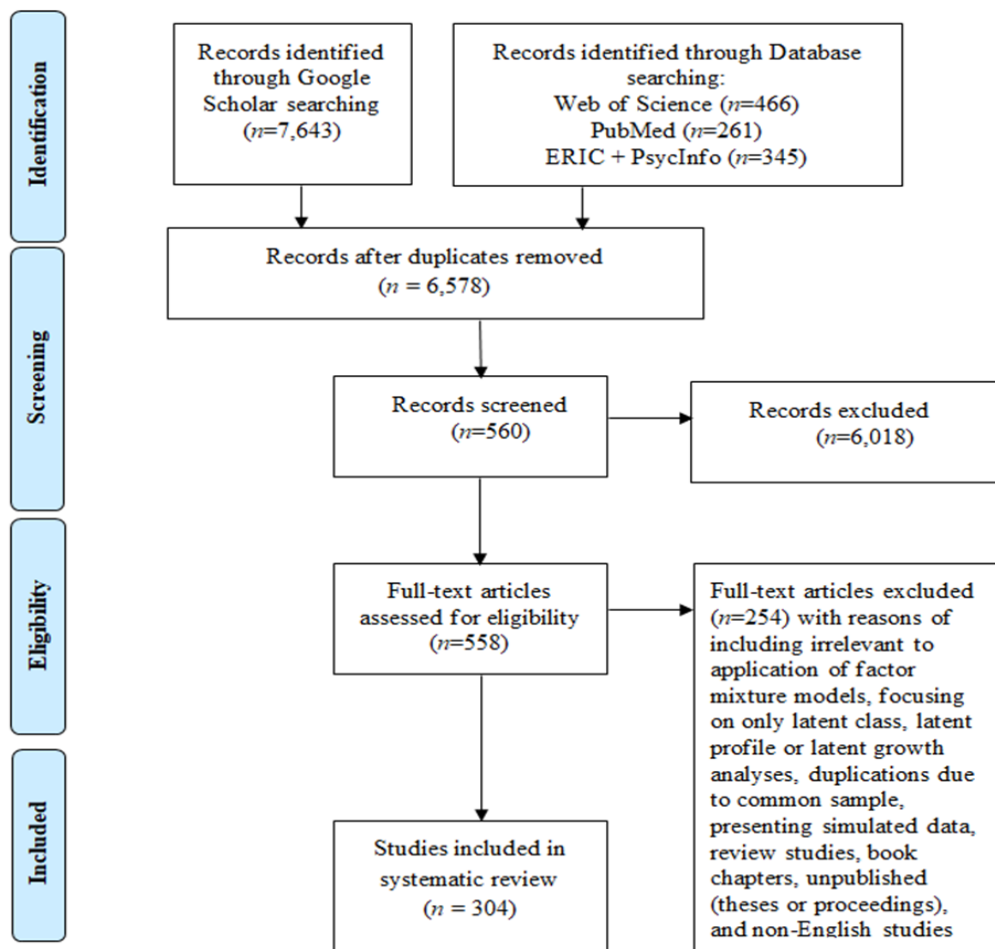 Identification
Records identified
through Google
Scholar searching
(n=7,643)
Records identified through Database
searching:
Web of Science (n=466)
PubMed (n=261)
ERIC + PsycInfo (n=345)
Records after duplicates removed
(n = 6,578)
Screening
Records screened
(n=560)
Records excluded
(n=6,018)
Eligibility
Full-text articles
assessed for eligibility
(n=558)
Full-text articles excluded
(n=254) with reasons of
including irrelevant to
application of factor
mixture models, focusing
on only latent class, latent
profile or latent growth
analyses, duplications due
to common sample,
presenting simulated data,
review studies, book
chapters, unpublished
(theses or proceedings),
and non-English studies
Included
Studies included in
systematic review
(n = 304)